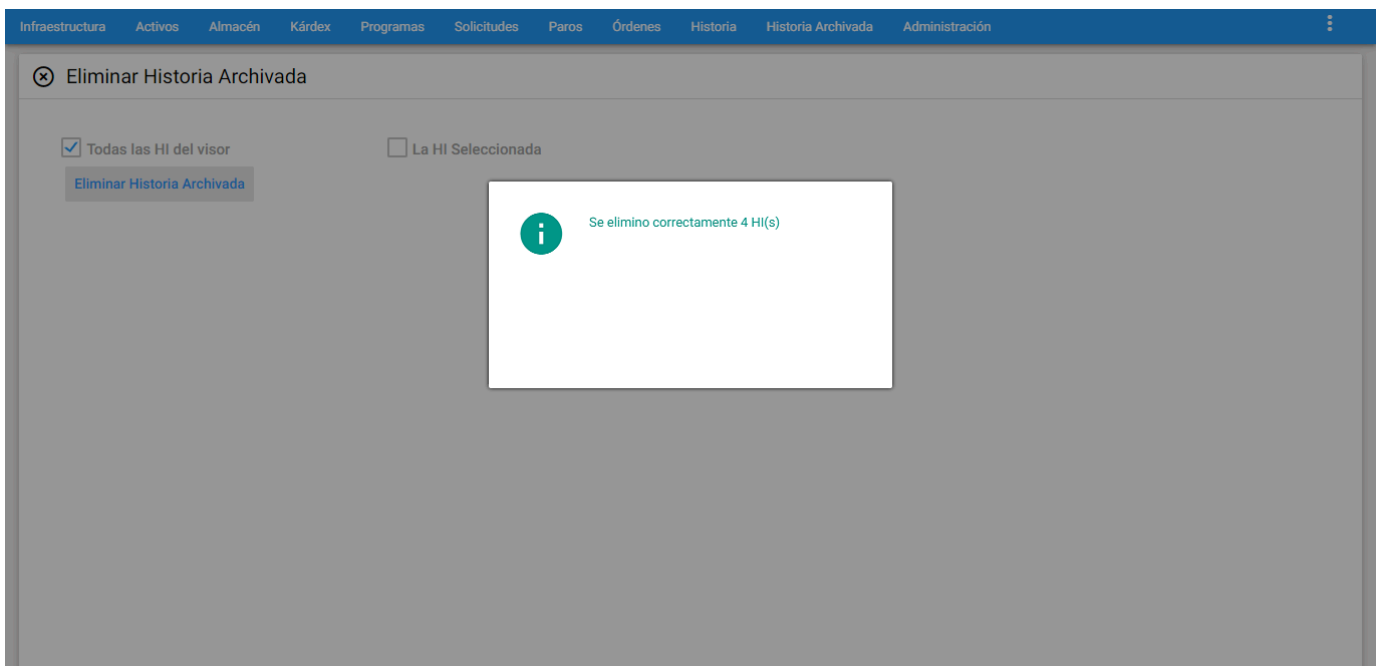 Infraestructura Activos Almacén Kárdex Programas Solicitudes Paros Órdenes Historia Historia Archivada Administración
Eliminar Historia Archivada
Todas las HI del visor La HI Seleccionada
Eliminar Historia Archivada
Se elimino correctamente 4 HI(s)